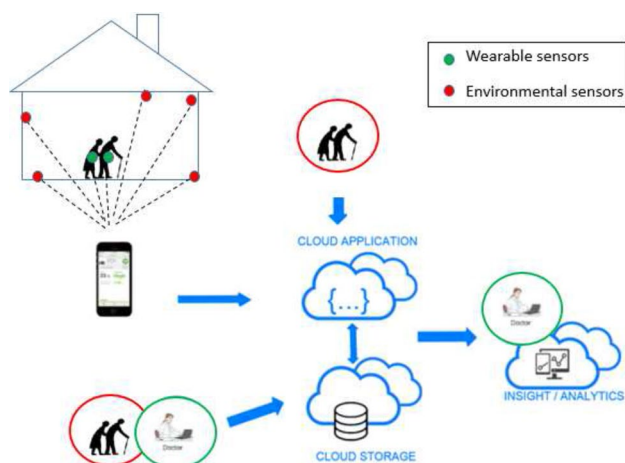 Wearable sensors
Environmental sensors
CLOUD APPLICATION
{...}
Doctor
INSIGHT / ANALYTICS
Doctor
CLOUD STORAGE